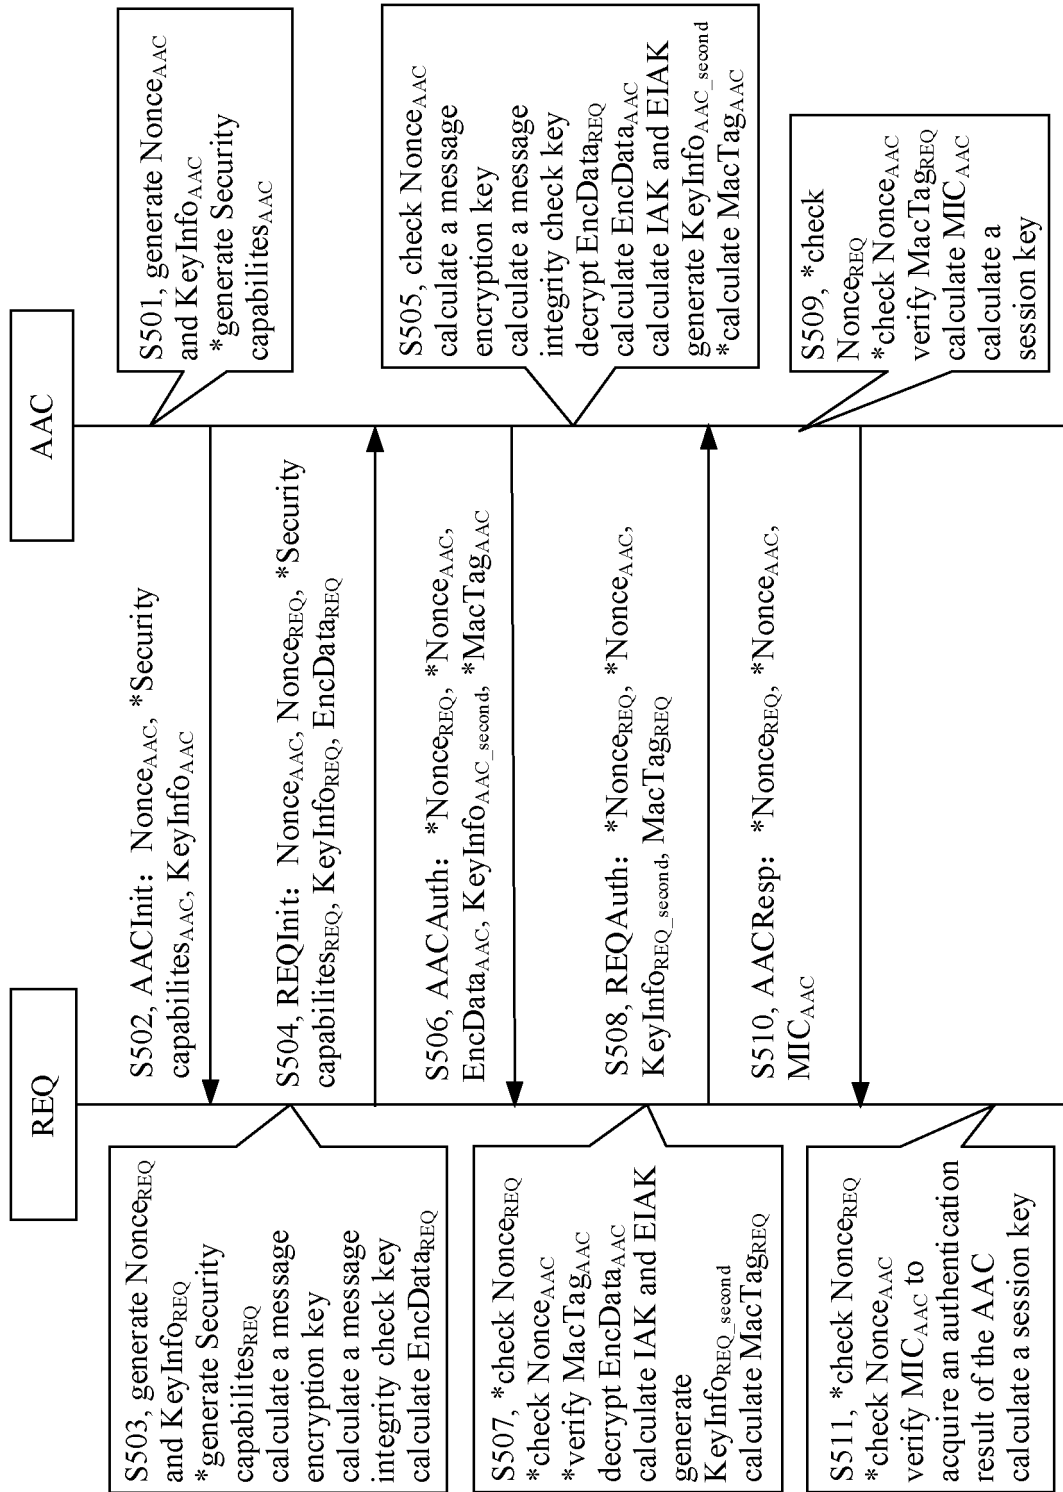 REQ
AAC
S501, generate NonceAAC
and KeyInfoAAC
*generate Security
capabilitesAAC
S502, AACInit: NonceAAC, *Security
capabilitesAAC, KeyInfoAAC
S503, generate NonceREQ
and KeyInfoREQ
*generate Security
capabilitesREQ
calculate a message
encryption key
calculate a message
integrity check key
calculate EncDataREQ
S504, REQInit: NonceAAC, NonceREQ, *Security
capabilitesREQ, KeyInfoREQ, EncDataREQ
S505, check NonceAAC
calculate a message
encryption key
calculate a message
integrity check key
decrypt EncDataREQ
calculate EncDataAAC
calculate IAK and EIAK
generate KeyInfoAAC_second
*calculate MacTagAAC
S506, AACAuth: *NonceREQ, *NonceAAC,
EncDataAAC, KeyInfoAAC_second, *MacTagAAC
S507, *check NonceREQ
*check NonceAAC
*verify MacTagAAC
decrypt EncDataAAC
calculate IAK and EIAK
generate
KeyInfoREQ_second
calculate MacTagREQ
S508, REQAuth: *NonceREQ, *NonceAAC,
KeyInfoREQ_second, MacTagREQ
S509, *check
NonceREQ
*check NonceAAC
verify MacTagREQ
calculate MICAAC
calculate a
session key
S510, AACResp: *NonceREQ, *NonceAAC,
MICAAC
S511, *check NonceREQ
*check NonceAAC
verify MICAAC to
acquire an authentication
result of the AAC
calculate a session key